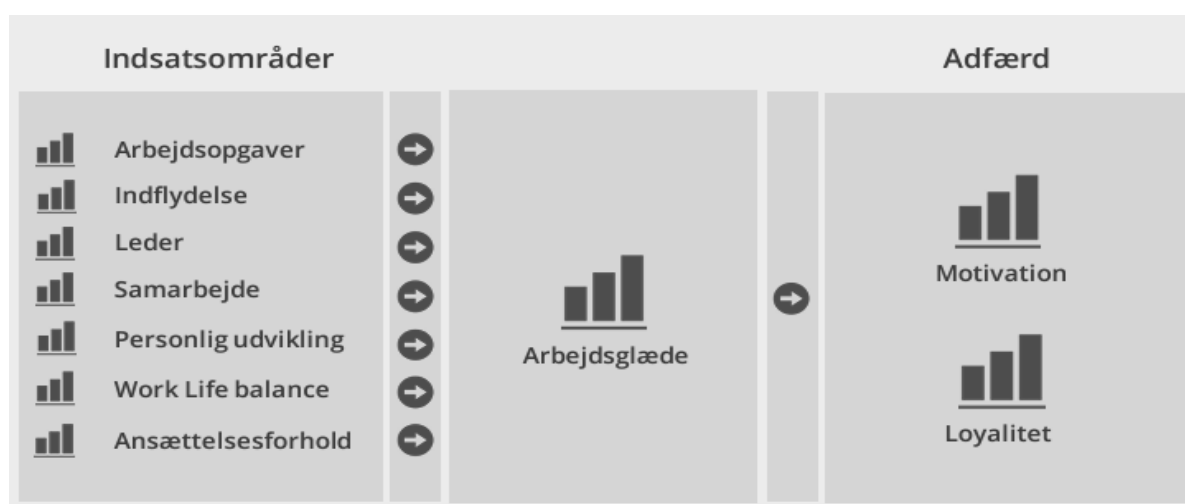 Indsatsområder
Adfærd
Arbejdsopgaver
Indflydelse
Leder
Samarbejde
Personlig udvikling
Work Life balance
Ansættelsesforhold
Arbejdsglæde
Motivation
Loyalitet